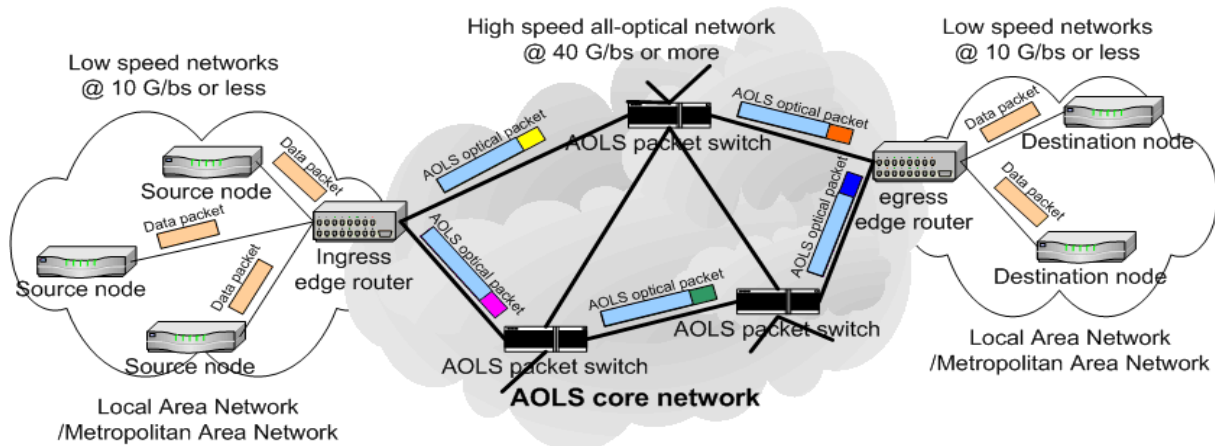 Low speed networks
@ 10 G/bs or less
Data packet
Source node
Data packet
Source node
Data packet
Source node
Ingress
edge router
Local Area Network
/Metropolitan Area Network
High speed all-optical network
@ 40 G/bs or more
AOLS optical packet
AOLS packet switch
AOLS optical packet
AOLS optical packet
AOLS packet switch
AOLS optical packet
AOLS packet switch
AOLS optical packet
AOLS core network
Low speed networks
@ 10 G/bs or less
Data packet
Destination node
egress
edge router
Data packet
Destination node
Local Area Network
/Metropolitan Area Network